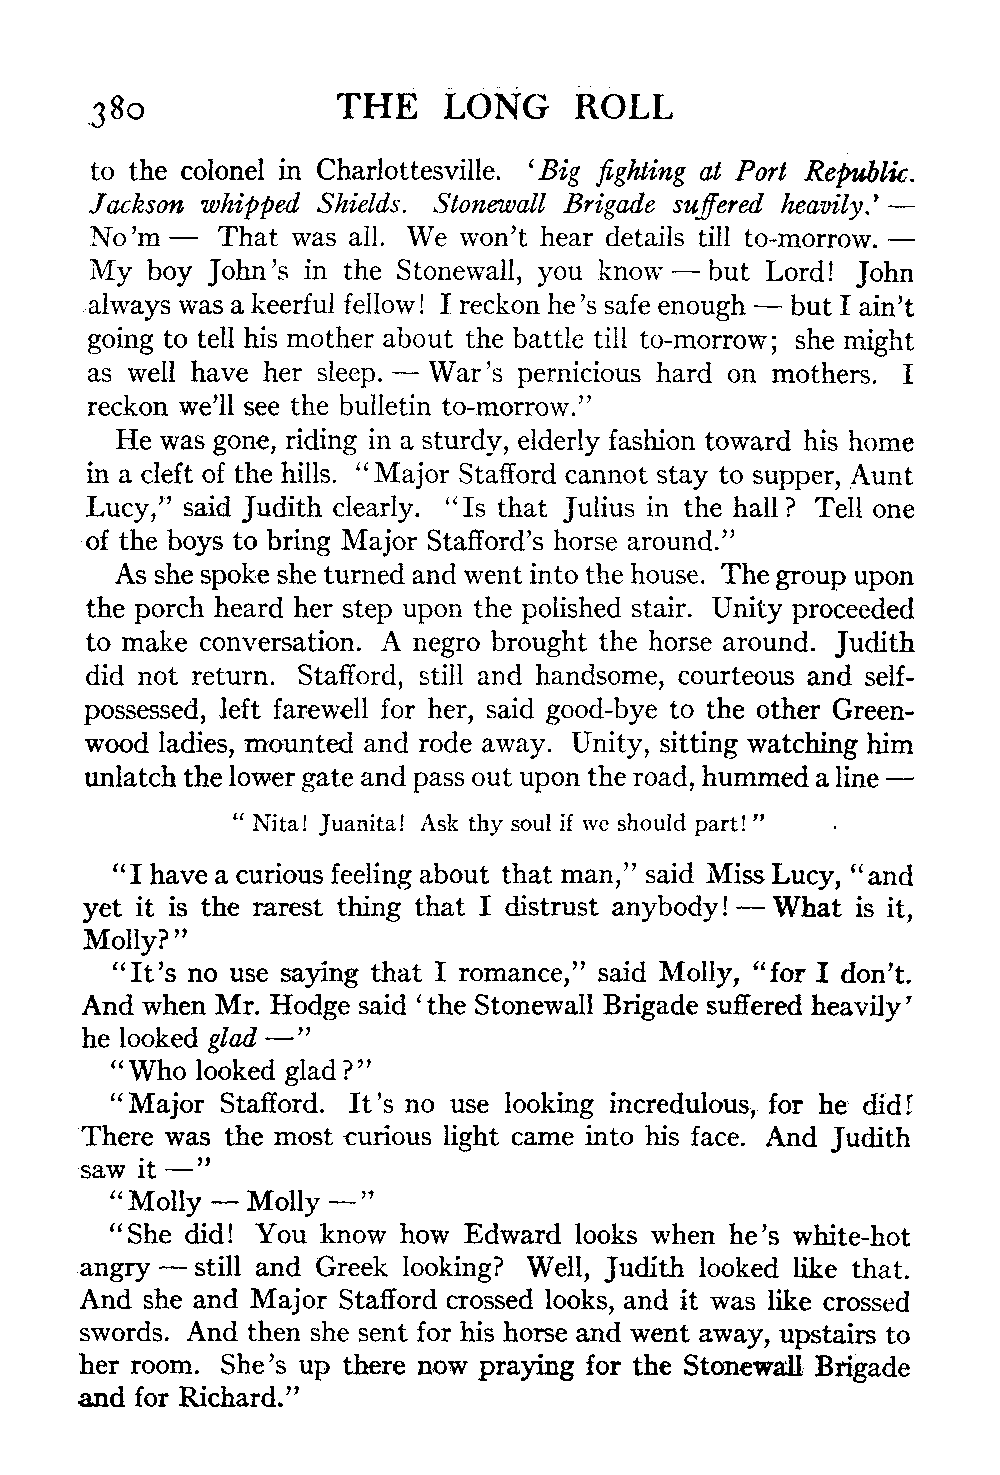 380 THE LONG ROLL
to the colonel in Charlottesville. ‘Big fighting at Port Republic.
Jackson whipped Shields. Stonewall Brigade suffered heavily.’ —
No’m — That was all. We won’t hear details till to-morrow. —
My boy John’s in the Stonewall, you know — but Lord! John
always was a keerful fellow! I reckon he’s safe enough — but I ain’t
going to tell his mother about the battle till to-morrow; she might
as well have her sleep. — War’s pernicious hard on mothers. I
reckon we’ll see the bulletin to-morrow.”
He was gone, riding in a sturdy, elderly fashion toward his home
in a cleft of the hills. “Major Stafford cannot stay to supper, Aunt
Lucy,” said Judith clearly. “Is that Julius in the hall? Tell one
of the boys to bring Major Stafford’s horse around.”
As she spoke she turned and went into the house. The group upon
the porch heard her step upon the polished stair. Unity proceeded
to make conversation. A negro brought the horse around. Judith
did not return. Stafford, still and handsome, courteous and self-
possessed, left farewell for her, said good-bye to the other Green-
wood ladies, mounted and rode away. Unity, sitting watching him
unlatch the lower gate and pass out upon the road, hummed a line —
“Nita! Juanita! Ask thy soul if we should part!”
“I have a curious feeling about that man,” said Miss Lucy, “and
yet it is the rarest thing that I distrust anybody! — What is it,
Molly?”
“It’s no use saying that I romance,” said Molly, “for I don’t.
And when Mr. Hodge said ‘the Stonewall Brigade suffered heavily’
he looked glad —”
“Who looked glad?”
“Major Stafford. It’s no use looking incredulous, for he did!
There was the most curious light came into his face. And Judith
saw it —”
“Molly — Molly —”
“She did! You know how Edward looks when he’s white-hot
angry — still and Greek looking? Well, Judith looked like that.
And she and Major Stafford crossed looks, and it was like crossed
swords. And then she sent for his horse and went away, upstairs to
her room. She’s up there now praying for the Stonewall Brigade
and for Richard.”